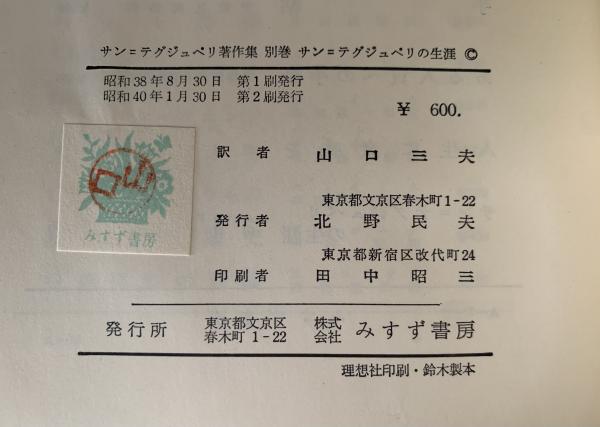 サン=テグジュペリ著作集 別巻 サン=テグジュペリの生涯 ©
昭和38年8月30日 第1刷発行
昭和40年1月30日 第2刷発行
¥ 600.
訳者 山口三夫
東京都文京区春木町1-22
発行者 北野民夫
東京都新宿区改代町24
印刷者 田中昭三
発行所 東京都文京区春木町 1-22 株式会社 みすず書房
理想社印刷・鈴木製本
みすず書房